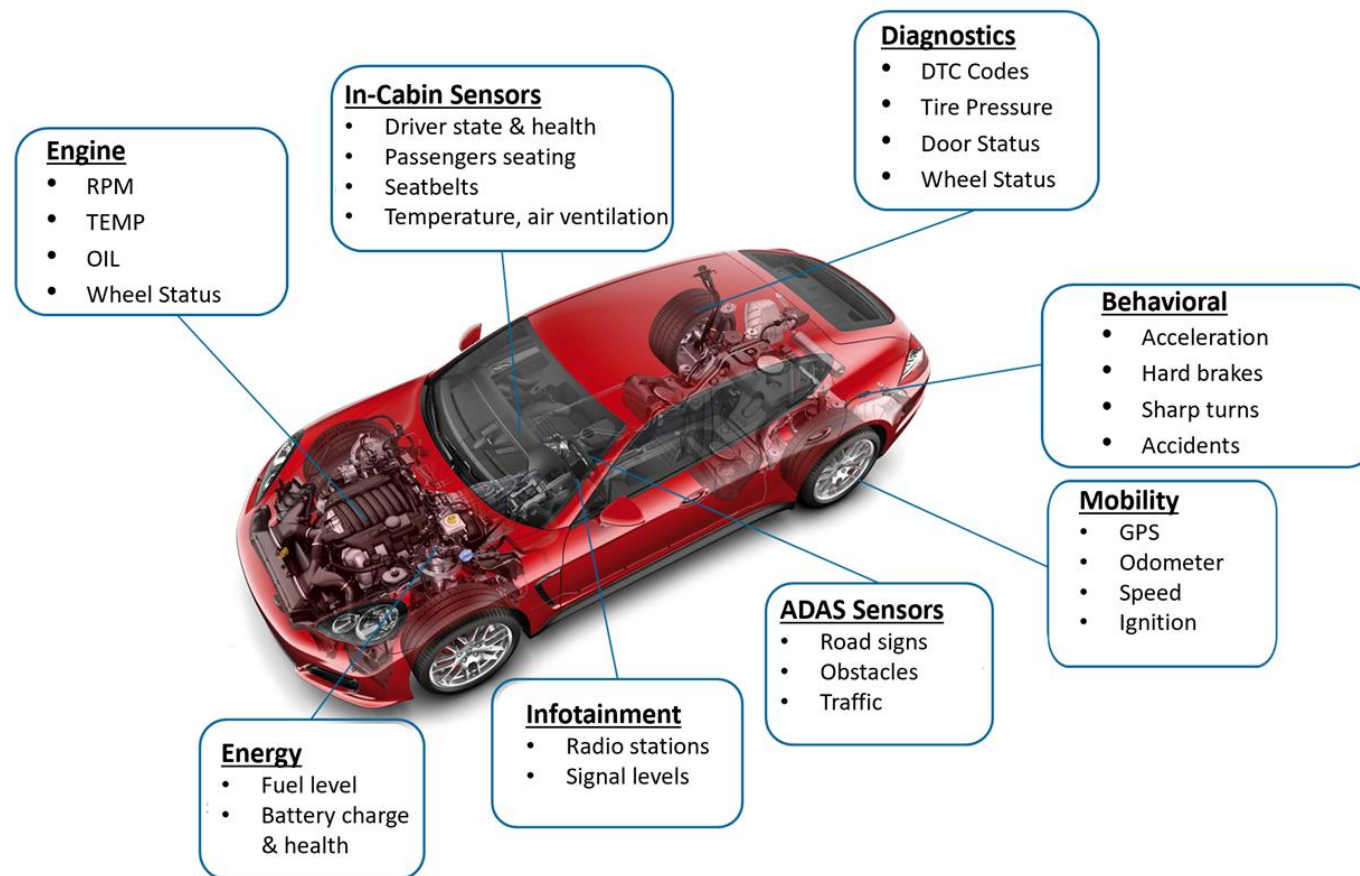 Engine
• RPM
• TEMP
• OIL
• Wheel Status
In-Cabin Sensors
• Driver state & health
• Passengers seating
• Seatbelts
• Temperature, air ventilation
Diagnostics
• DTC Codes
• Tire Pressure
• Door Status
• Wheel Status
Behavioral
• Acceleration
• Hard brakes
• Sharp turns
• Accidents
Mobility
• GPS
• Odometer
• Speed
• Ignition
ADAS Sensors
• Road signs
• Obstacles
• Traffic
Infotainment
• Radio stations
• Signal levels
Energy
• Fuel level
• Battery charge
& health